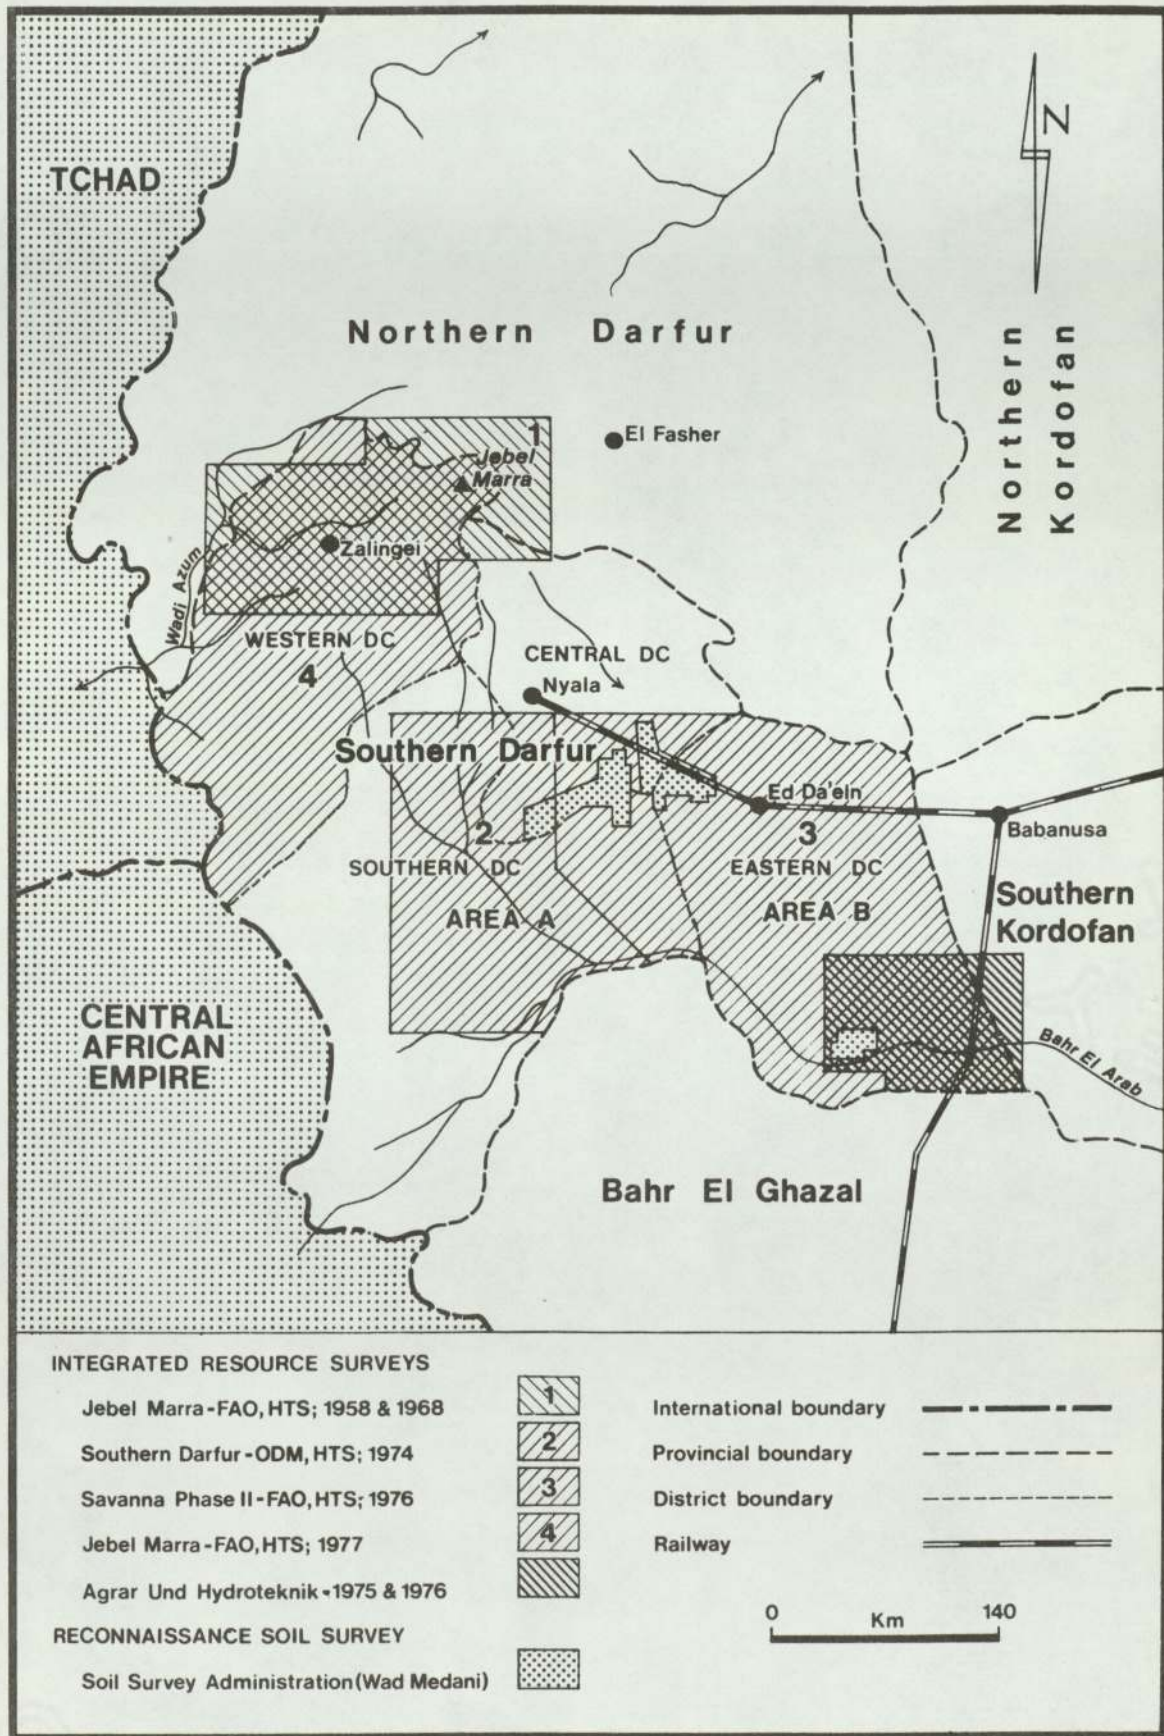 TCHAD
N
Northern Darfur
Northern
Kordofan
1
Jebel
Marra
El Fasher
Zalingei
Wadi Azum
WESTERN DC
4
CENTRAL DC
Nyala
Southern Darfur
Ed Da'ein
2
3
Babanusa
SOUTHERN DC
EASTERN DC
AREA A
AREA B
Southern
Kordofan
CENTRAL
AFRICAN
EMPIRE
Bahr El Arab
Bahr El Ghazal
INTEGRATED RESOURCE SURVEYS
Jebel Marra-FAO, HTS; 1958 & 1968
1
Southern Darfur-ODM, HTS; 1974
2
Savanna Phase II-FAO, HTS; 1976
3
Jebel Marra-FAO, HTS; 1977
4
Agrar Und Hydroteknik-1975 & 1976
RECONNAISSANCE SOIL SURVEY
Soil Survey Administration (Wad Medani)
International boundary
Provincial boundary
District boundary
Railway
0 Km 140